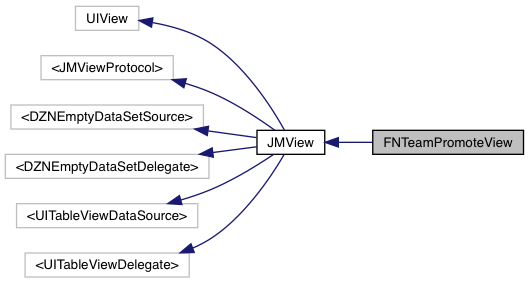 UIView
<JMViewProtocol>
<DZNEmptyDataSetSource>
JMView
FNTeamPromoteView
<DZNEmptyDataSetDelegate>
<UITableViewDataSource>
<UITableViewDelegate>